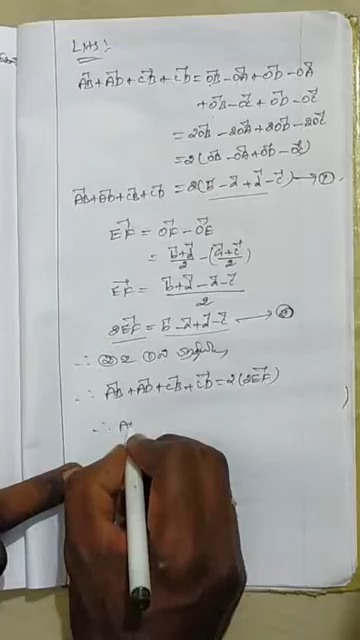 LHS:
AB⃗ + AD⃗ + CB⃗ + CD⃗ = OB⃗ - OA⃗ + OD⃗ - OA⃗
+ OB⃗ - OC⃗ + OD⃗ - OC⃗
= 2OB⃗ - 2OA⃗ + 2OD⃗ - 2OC⃗
= 2(OB⃗ - OA⃗ + OD⃗ - OC⃗)
AB⃗ + AD⃗ + CB⃗ + CD⃗ = 2(b⃗ - a⃗ + d⃗ - c⃗) → ①
EF⃗ = OF⃗ - OE⃗
= (b⃗ + d⃗)/2 - (a⃗ + c⃗)/2
EF⃗ = (b⃗ + d⃗ - a⃗ - c⃗)/2
2EF⃗ = b⃗ - a⃗ + d⃗ - c⃗ → ②
∴ ② ஐ ① ல்
∴ AB⃗ + AD⃗ + CB⃗ + CD⃗ = 2(2EF⃗)
∴ A